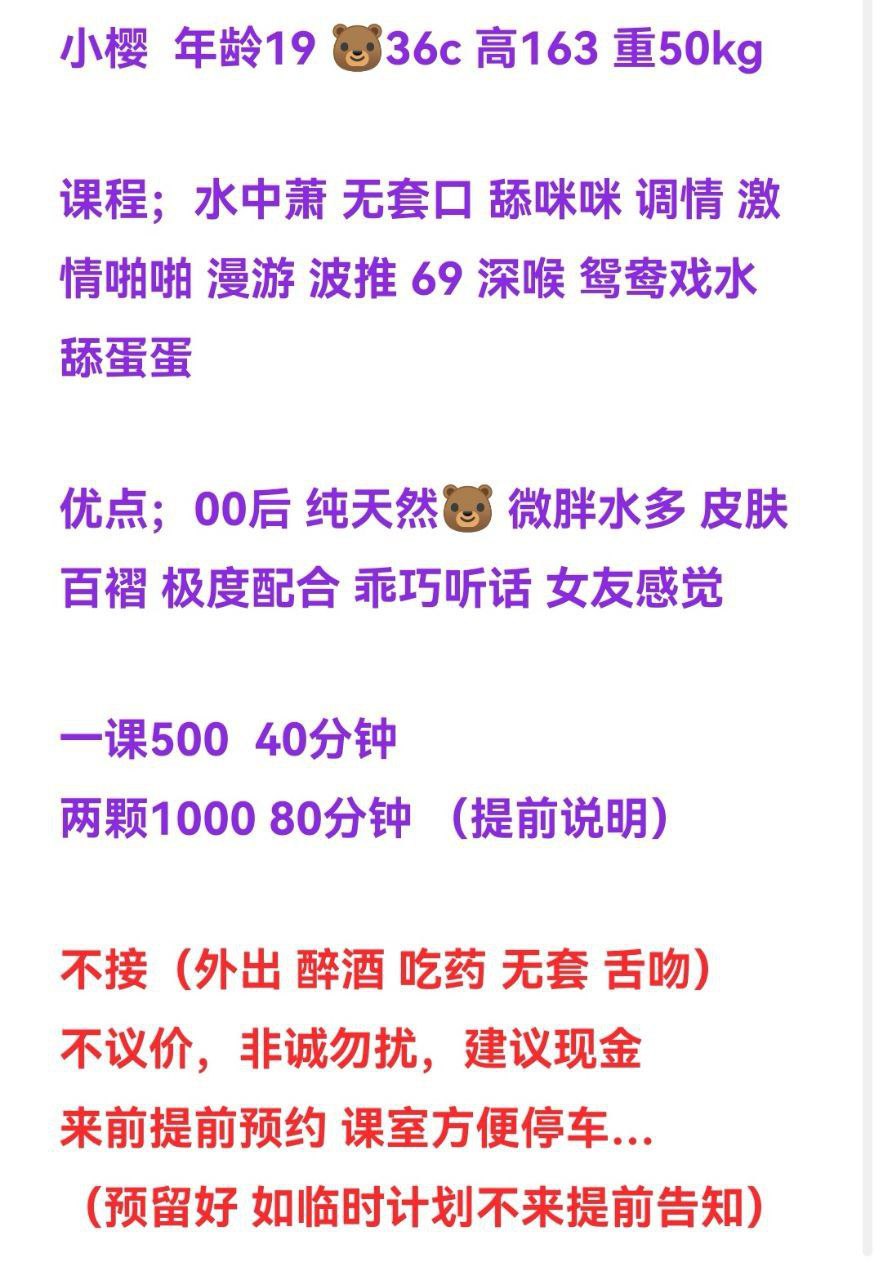 小樱 年龄19 🐻36c 高163 重50kg
课程；水中萧 无套口 舔咪咪 调情 激
情啪啪 漫游 波推 69 深喉 鸳鸯戏水
舔蛋蛋
优点；00后 纯天然🐻 微胖水多 皮肤
百褶 极度配合 乖巧听话 女友感觉
一课500 40分钟
两颗1000 80分钟 （提前说明）
不接（外出 醉酒 吃药 无套 舌吻）
不议价，非诚勿扰，建议现金
来前提前预约 课室方便停车...
（预留好 如临时计划不来提前告知）